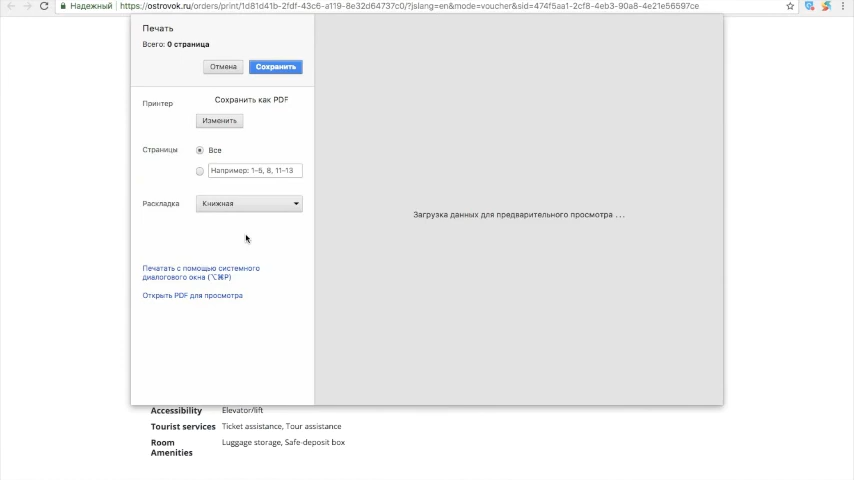 Надежный https://ostrovok.ru/orders/print/1d81d41b-2fdf-43c6-a119-8e32d64737c0/?jslang=en&mode=voucher&sid=474f5aa1-2cf8-4eb3-90a8-4e21e56597ce
Печать
Всего: 0 страница
Отмена Сохранить
Принтер Сохранить как PDF
Изменить
Страницы Все
Например: 1–5, 8, 11–13
Раскладка Книжная
Загрузка данных для предварительного просмотра ...
Печатать с помощью системного
диалогового окна (⌥⌘P)
Открыть PDF для просмотра
Accessibility Elevator/lift
Tourist services Ticket assistance, Tour assistance
Room Luggage storage, Safe-deposit box
Amenities